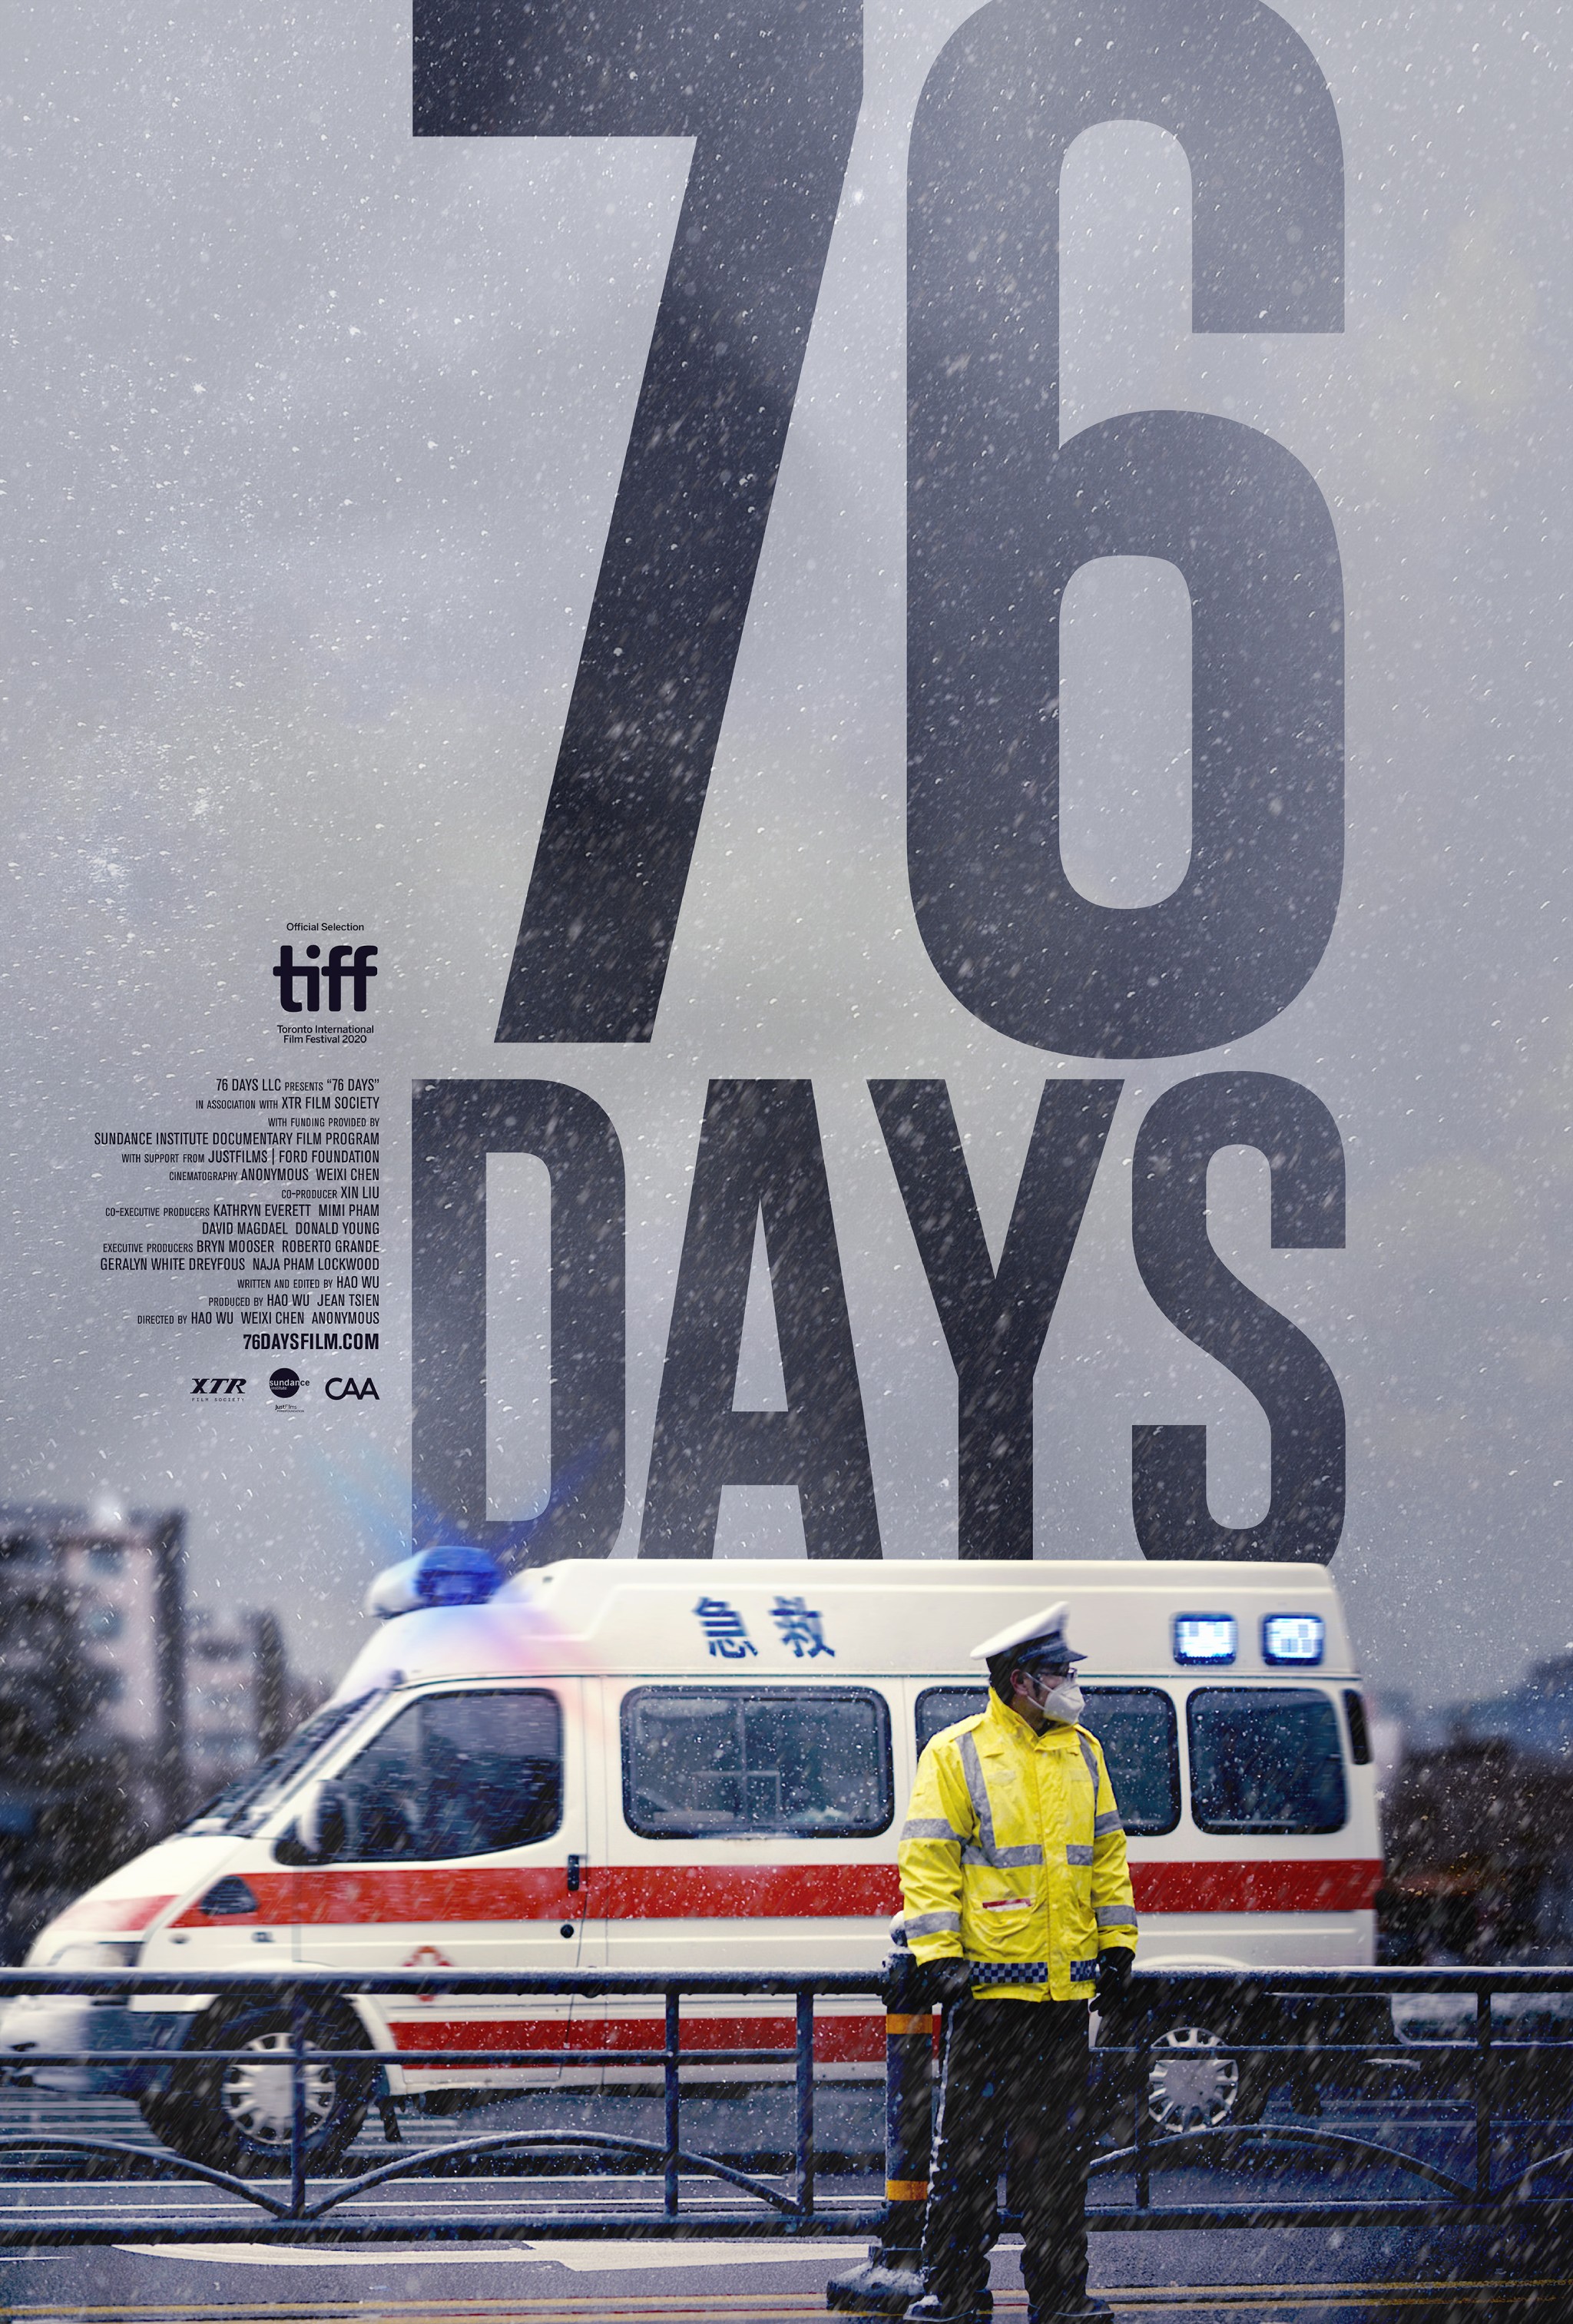 76
DAYS
Official Selection
tiff
Toronto International
Film Festival 2020
76 DAYS LLC PRESENTS “76 DAYS”
IN ASSOCIATION WITH XTR FILM SOCIETY
WITH FUNDING PROVIDED BY
SUNDANCE INSTITUTE DOCUMENTARY FILM PROGRAM
WITH SUPPORT FROM JUSTFILMS | FORD FOUNDATION
CINEMATOGRAPHY ANONYMOUS WEIXI CHEN
CO-PRODUCER XIN LIU
CO-EXECUTIVE PRODUCERS KATHRYN EVERETT MIMI PHAM
DAVID MAGDAEL DONALD YOUNG
EXECUTIVE PRODUCERS BRYN MOOSER ROBERTO GRANDE
GERALYN WHITE DREYFOUS NAJA PHAM LOCKWOOD
WRITTEN AND EDITED BY HAO WU
PRODUCED BY HAO WU JEAN TSIEN
DIRECTED BY HAO WU WEIXI CHEN ANONYMOUS
76DAYSFILM.COM
XTR
FILM SOCIETY
sundance
institute
CAA
justfilms
急救